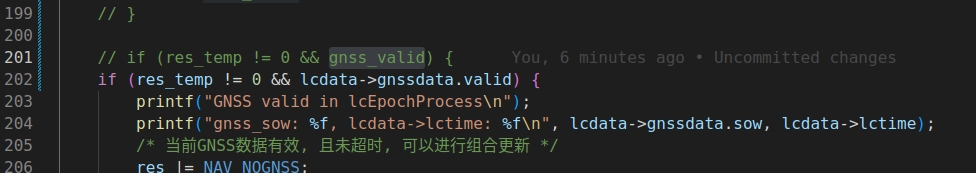 199 // }
200
201 // if (res_temp != 0 && gnss_valid) { You, 6 minutes ago • Uncommitted changes
202 if (res_temp != 0 && lcdata->gnssdata.valid) {
203 printf("GNSS valid in lcEpochProcess\n");
204 printf("gnss_sow: %f, lcdata->lctime: %f\n", lcdata->gnssdata.sow, lcdata->lctime);
205 /* 当前GNSS数据有效, 且未超时, 可以进行组合更新 */
206 res |= NAV_NOGNSS;